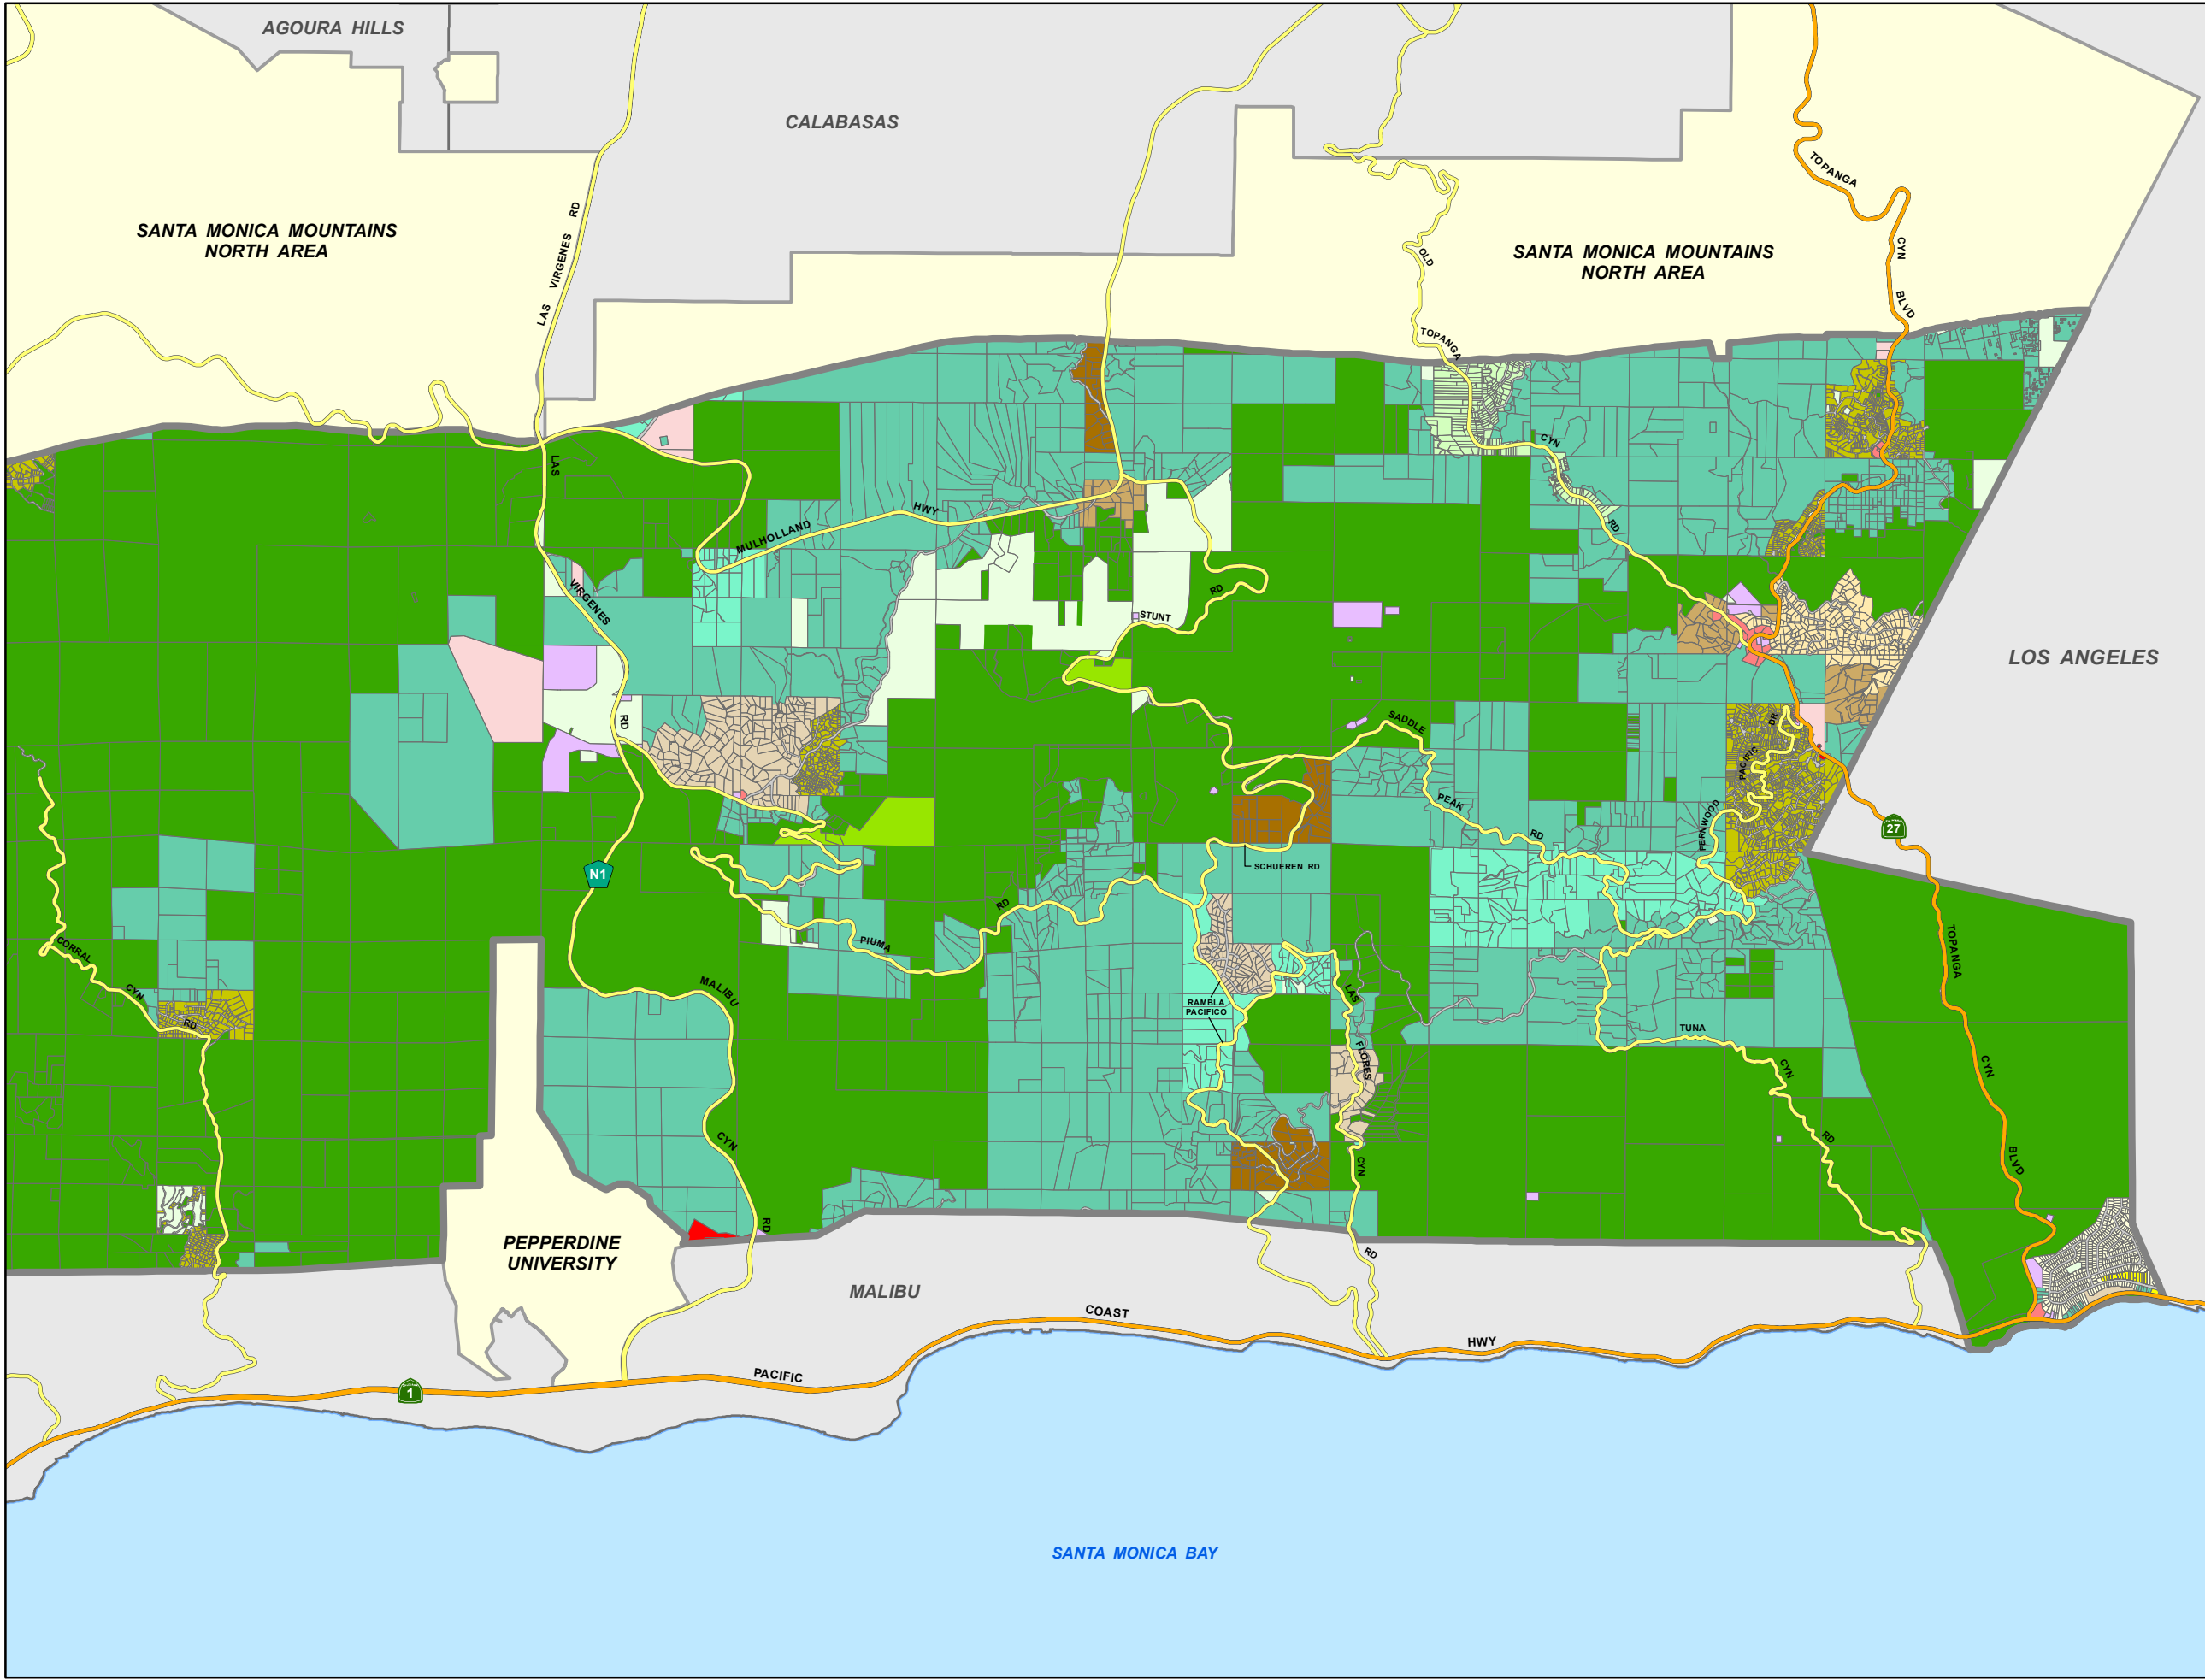 AGOURA HILLS
CALABASAS
TOPANGA
SANTA MONICA MOUNTAINS
NORTH AREA
LAS VIRGENES RD
OLD
SANTA MONICA MOUNTAINS
NORTH AREA
CYN
BLVD
TOPANGA
CYN
RD
LAS
VIRGENES
RD
MULHOLLAND
HWY
STUNT
RD
LOS ANGELES
SADDLE
PEAK
RD
PACIFIC
DR
FERNWOOD
27
SCHUEREN RD
N1
RD
PIUMA
CORRAL
CYN
RD
MALIBU
CYN
RD
RAMBLA
PACIFICO
LAS
FLORES
CYN
RD
TUNA
CYN
RD
TOPANGA
CYN
BLVD
PEPPERDINE
UNIVERSITY
MALIBU
COAST
HWY
PACIFIC
1
SANTA MONICA BAY